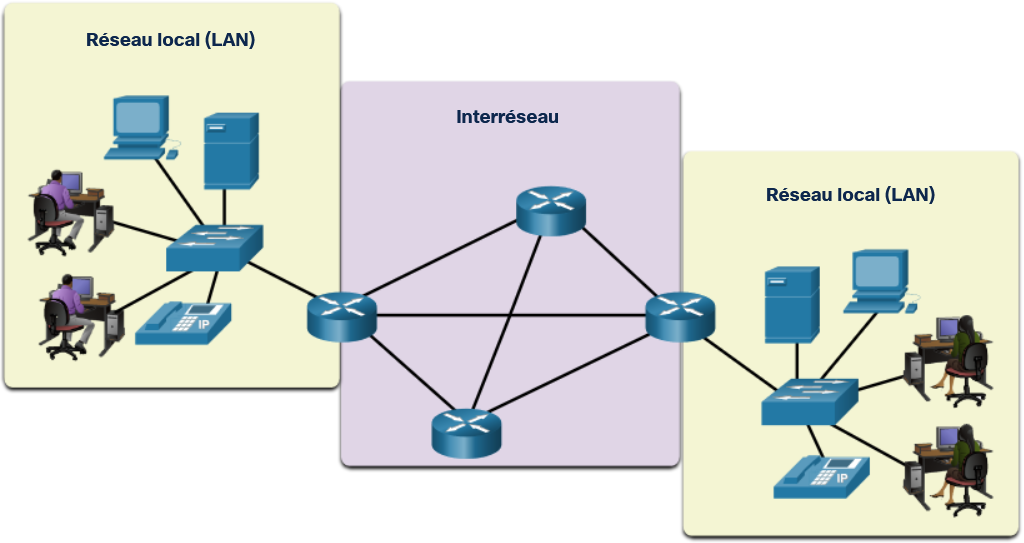 Réseau local (LAN)
Interréseau
Réseau local (LAN)
IP
IP